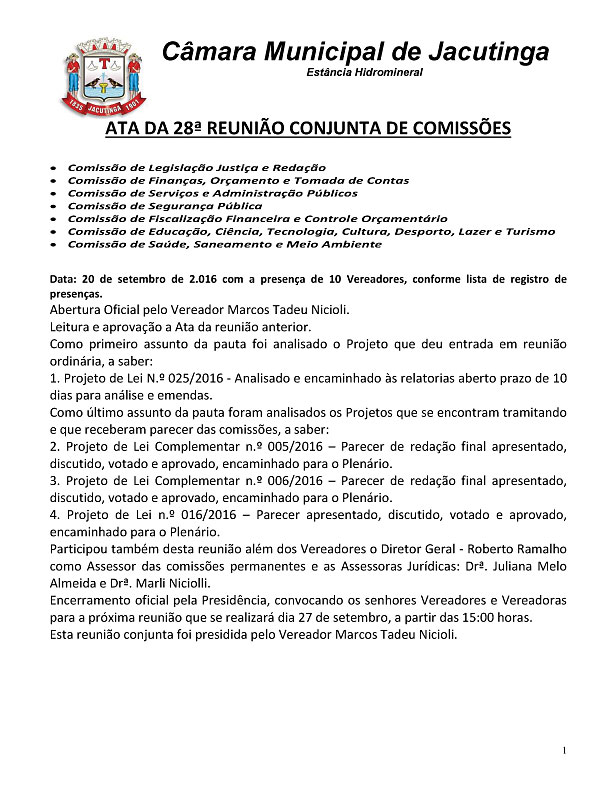 Câmara Municipal de Jacutinga
Estância Hidromineral
1835 JACUTINGA 1901
ATA DA 28ª REUNIÃO CONJUNTA DE COMISSÕES
• Comissão de Legislação Justiça e Redação
• Comissão de Finanças, Orçamento e Tomada de Contas
• Comissão de Serviços e Administração Públicos
• Comissão de Segurança Pública
• Comissão de Fiscalização Financeira e Controle Orçamentário
• Comissão de Educação, Ciência, Tecnologia, Cultura, Desporto, Lazer e Turismo
• Comissão de Saúde, Saneamento e Meio Ambiente
Data: 20 de setembro de 2.016 com a presença de 10 Vereadores, conforme lista de registro de
presenças.
Abertura Oficial pelo Vereador Marcos Tadeu Nicioli.
Leitura e aprovação a Ata da reunião anterior.
Como primeiro assunto da pauta foi analisado o Projeto que deu entrada em reunião
ordinária, a saber:
1. Projeto de Lei N.º 025/2016 - Analisado e encaminhado às relatorias aberto prazo de 10
dias para análise e emendas.
Como último assunto da pauta foram analisados os Projetos que se encontram tramitando
e que receberam parecer das comissões, a saber:
2. Projeto de Lei Complementar n.º 005/2016 – Parecer de redação final apresentado,
discutido, votado e aprovado, encaminhado para o Plenário.
3. Projeto de Lei Complementar n.º 006/2016 – Parecer de redação final apresentado,
discutido, votado e aprovado, encaminhado para o Plenário.
4. Projeto de Lei n.º 016/2016 – Parecer apresentado, discutido, votado e aprovado,
encaminhado para o Plenário.
Participou também desta reunião além dos Vereadores o Diretor Geral - Roberto Ramalho
como Assessor das comissões permanentes e as Assessoras Jurídicas: Drª. Juliana Melo
Almeida e Drª. Marli Niciolli.
Encerramento oficial pela Presidência, convocando os senhores Vereadores e Vereadoras
para a próxima reunião que se realizará dia 27 de setembro, a partir das 15:00 horas.
Esta reunião conjunta foi presidida pelo Vereador Marcos Tadeu Nicioli.
1